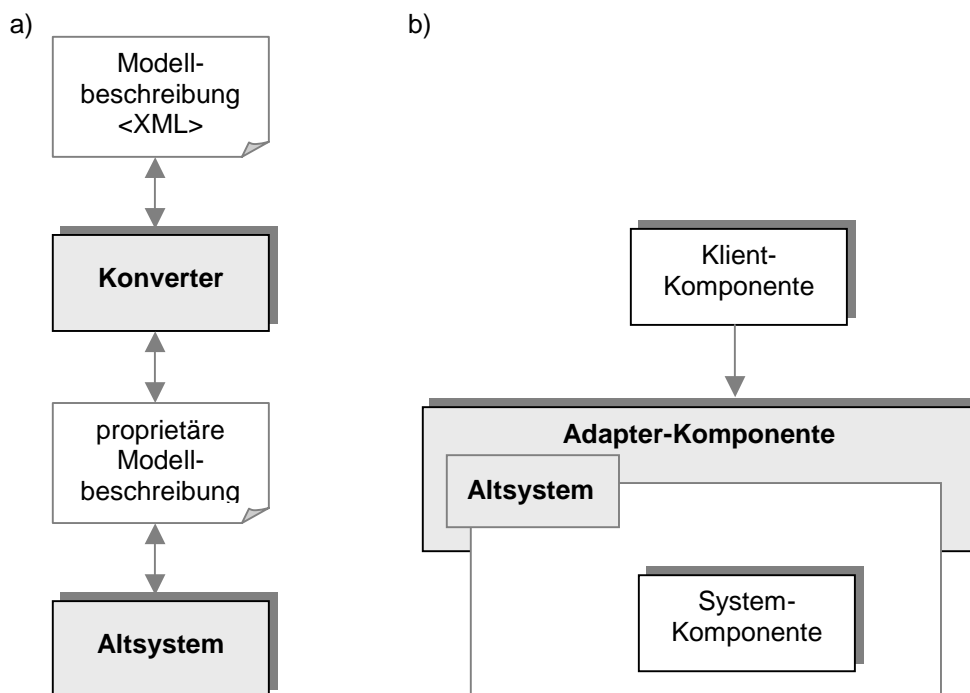 a)
Modell-
beschreibung
<XML>
Konverter
proprietäre
Modell-
beschreibung
Altsystem
b)
Klient-
Komponente
Adapter-Komponente
Altsystem
System-
Komponente